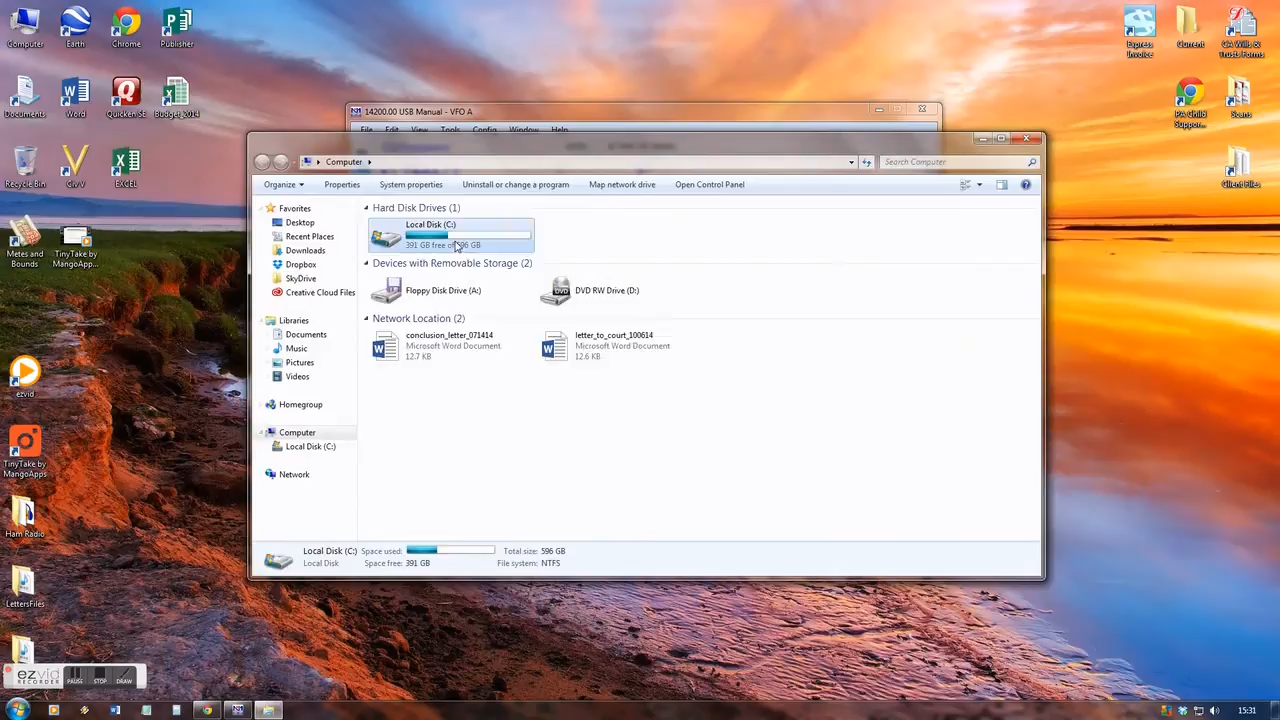 Computer
Earth
Chrome
Publisher
Documents
Word
Quicken St
Recycle Bin
Civ V
EXCEL
Metes and
Bounds
TinyTake by
MangoApp...
ezvid
TinyTake by
MangoApps
Ham Radio
LettersFiles
ezvid
RECORDER
PAUSE
STOP
DRAW
Express
Invoice
Current
CA Wills &
Trusts Forms
PA Child
Suppor...
Scans
Client Files
14200.00 USB Manual - VFO A
File
Edit
View
Tools
Config
Window
Help
Computer
Search Computer
Organize
Properties
System properties
Uninstall or change a program
Map network drive
Open Control Panel
Favorites
Desktop
Recent Places
Downloads
Dropbox
SkyDrive
Creative Cloud Files
Libraries
Documents
Music
Pictures
Videos
Homegroup
Computer
Local Disk (C:)
Network
Hard Disk Drives (1)
Local Disk (C:)
391 GB free of 596 GB
Devices with Removable Storage (2)
Floppy Disk Drive (A:)
DVD
DVD RW Drive (D:)
Network Location (2)
conclusion_letter_071414
Microsoft Word Document
12.7 KB
letter_to_court_100614
Microsoft Word Document
12.6 KB
Local Disk (C:) Space used: Total size: 596 GB
Local Disk Space free: 391 GB File system: NTFS
15:31